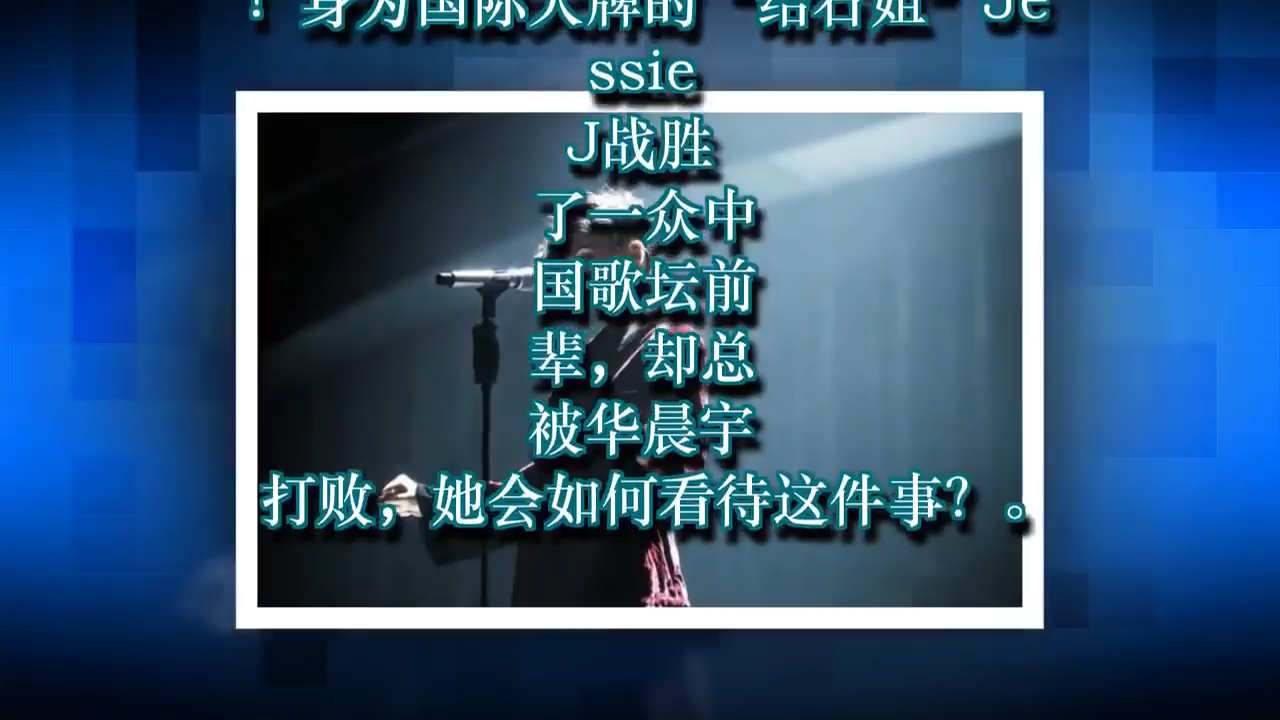 ！身为国际大牌的“结石姐”Je
ssie
J战胜
了一众中
国歌坛前
辈，却总
被华晨宇
打败，她会如何看待这件事？。